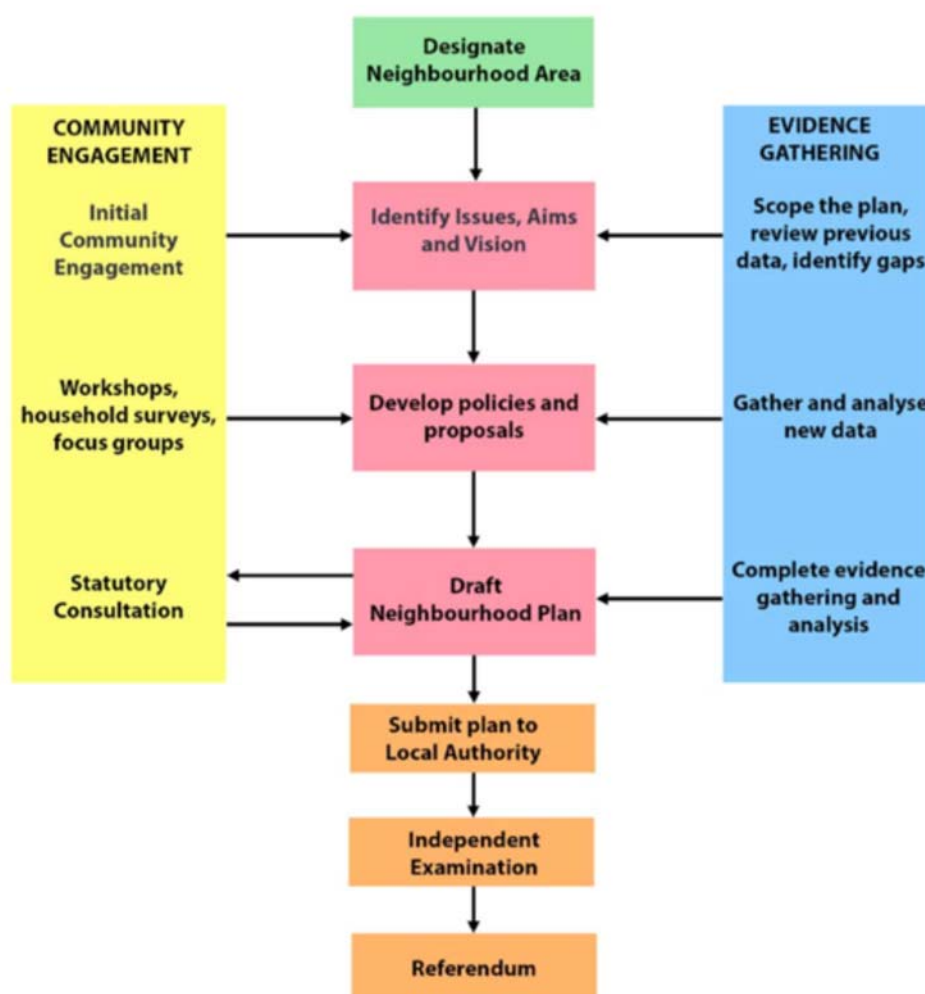 Designate
Neighbourhood Area
COMMUNITY
ENGAGEMENT
Initial
Community
Engagement
Workshops,
household surveys,
focus groups
Statutory
Consultation
Identify Issues, Aims
and Vision
Develop policies and
proposals
Draft
Neighbourhood Plan
EVIDENCE
GATHERING
Scope the plan,
review previous
data, identify gaps
Gather and analyse
new data
Complete evidence
gathering and
analysis
Submit plan to
Local Authority
Independent
Examination
Referendum